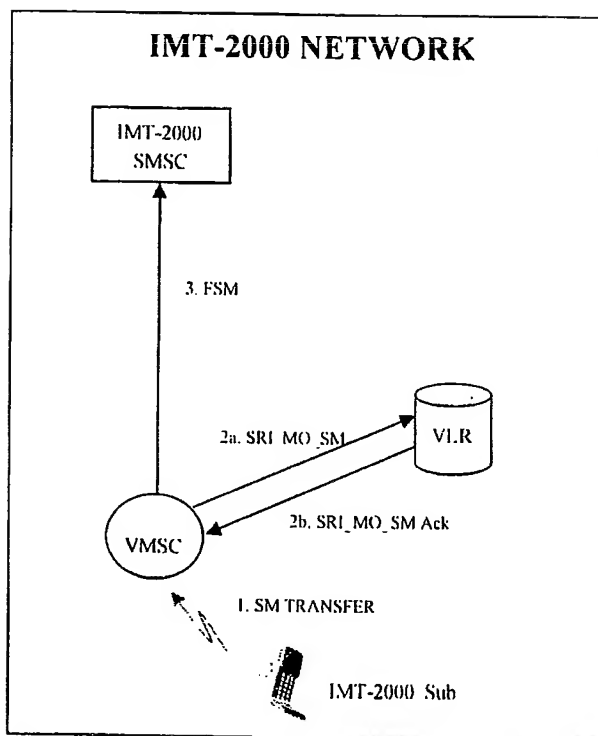 IMT-2000 NETWORK
IMT-2000
SMSC
3. FSM
2a. SRI_MO_SM
VLR
2b. SRI_MO_SM Ack
VMSC
1. SM TRANSFER
IMT-2000 Sub